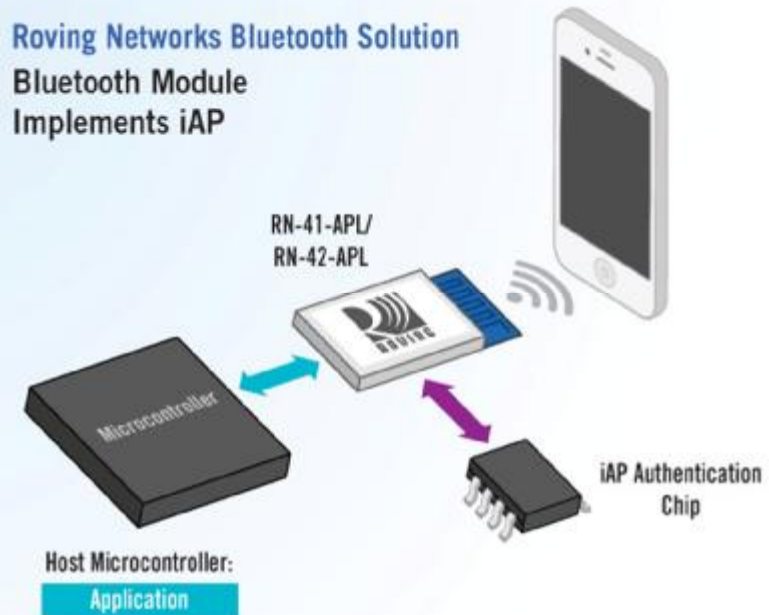 Roving Networks Bluetooth Solution
Bluetooth Module
Implements iAP
RN-41-APL/
RN-42-APL
ROVING
Microcontroller
iAP Authentication
Chip
Host Microcontroller:
Application